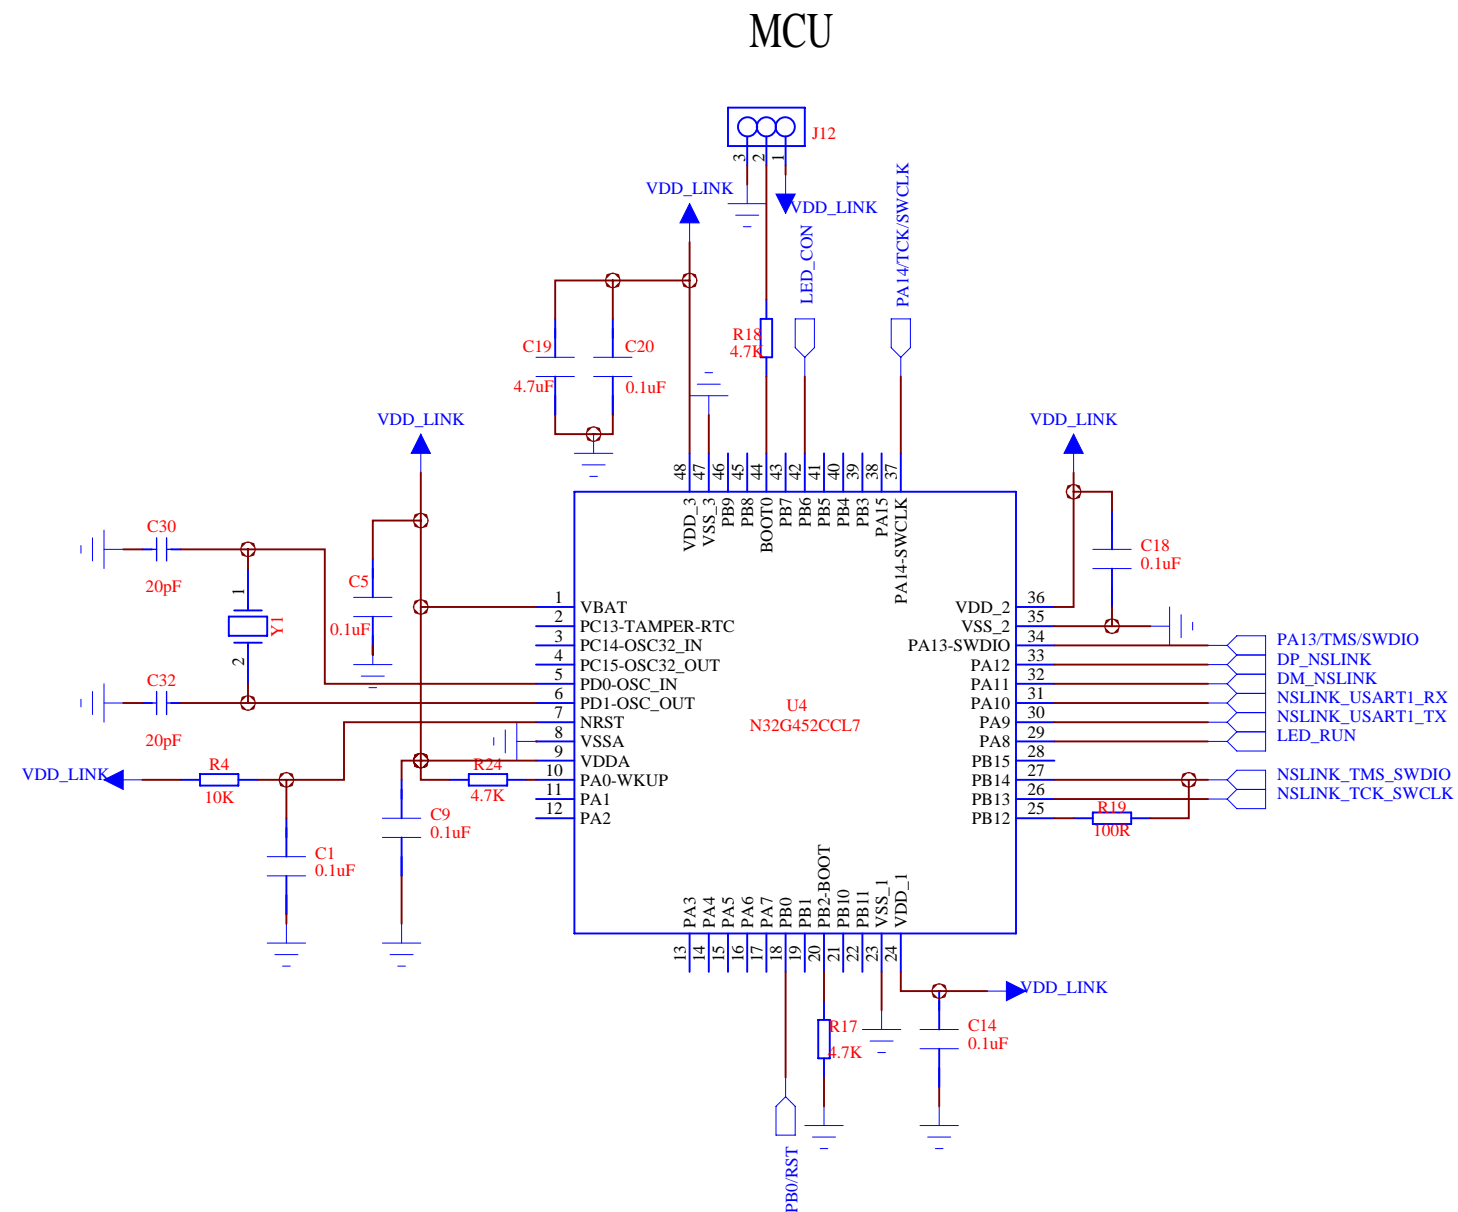 MCU
J12
3
2
1
VDD_LINK
VDD_LINK
LED_CON
PA14/TCK/SWCLK
C19
4.7uF
C20
0.1uF
R18
4.7K
VDD_LINK
VDD_LINK
48
47
46
45
44
43
42
41
40
39
38
37
VDD_3
VSS_3
PB9
PB8
BOOT0
PB7
PB6
PB5
PB4
PB3
PA15
PA14-SWCLK
C30
20pF
1
Y1
2
C32
20pF
C5
0.1uF
VDD_LINK
R4
10K
C1
0.1uF
C9
0.1uF
R24
4.7K
1 VBAT
2 PC13-TAMPER-RTC
3 PC14-OSC32_IN
4 PC15-OSC32_OUT
5 PD0-OSC_IN
6 PD1-OSC_OUT
7 NRST
8 VSSA
9 VDDA
10 PA0-WKUP
11 PA1
12 PA2
U4
N32G452CCL7
C18
0.1uF
VDD_2 36
VSS_2 35
PA13-SWDIO 34 PA13/TMS/SWDIO
PA12 33 DP_NSLINK
PA11 32 DM_NSLINK
PA10 31 NSLINK_USART1_RX
PA9 30 NSLINK_USART1_TX
PA8 29 LED_RUN
PB15 28
PB14 27 NSLINK_TMS_SWDIO
PB13 26 NSLINK_TCK_SWCLK
PB12 25
R19
100R
PA3
PA4
PA5
PA6
PA7
PB0
PB1
PB2-BOOT
PB10
PB11
VSS_1
VDD_1
13
14
15
16
17
18
19
20
21
22
23
24
VDD_LINK
R17
4.7K
C14
0.1uF
PB0/RST